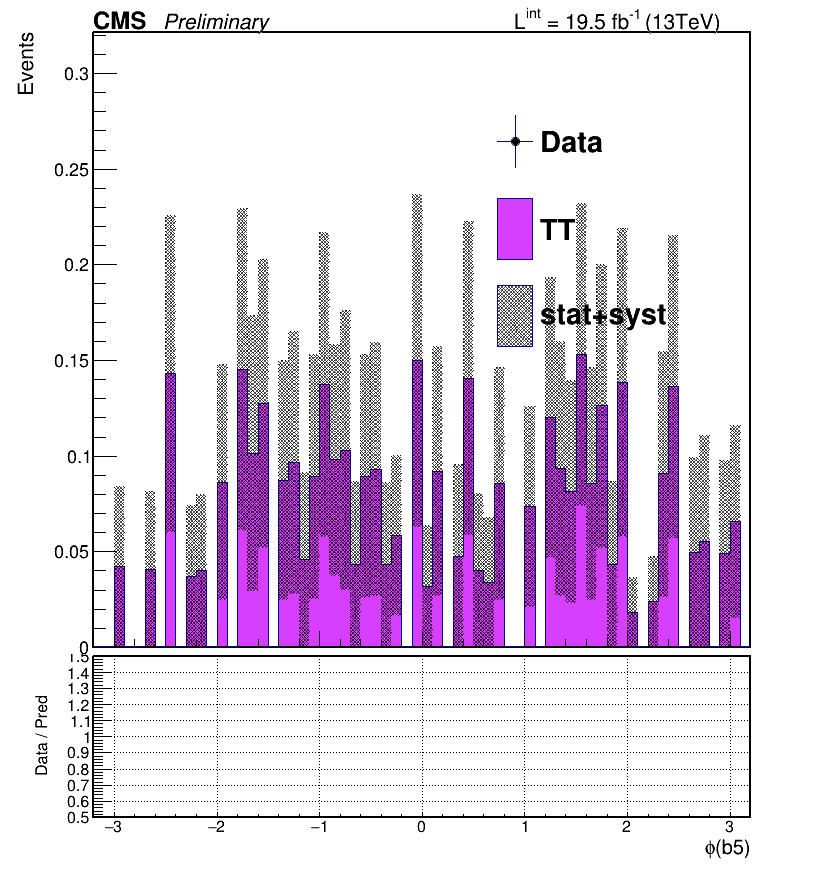 CMS Preliminary L^int = 19.5 fb^-1 (13TeV)
Events
0.3
0.25
0.2
0.15
0.1
0.05
0
Data
TT
stat+syst
Data / Pred
1.5
1.4
1.3
1.2
1.1
1
0.9
0.8
0.7
0.6
0.5
−3 −2 −1 0 1 2 3
ϕ(b5)